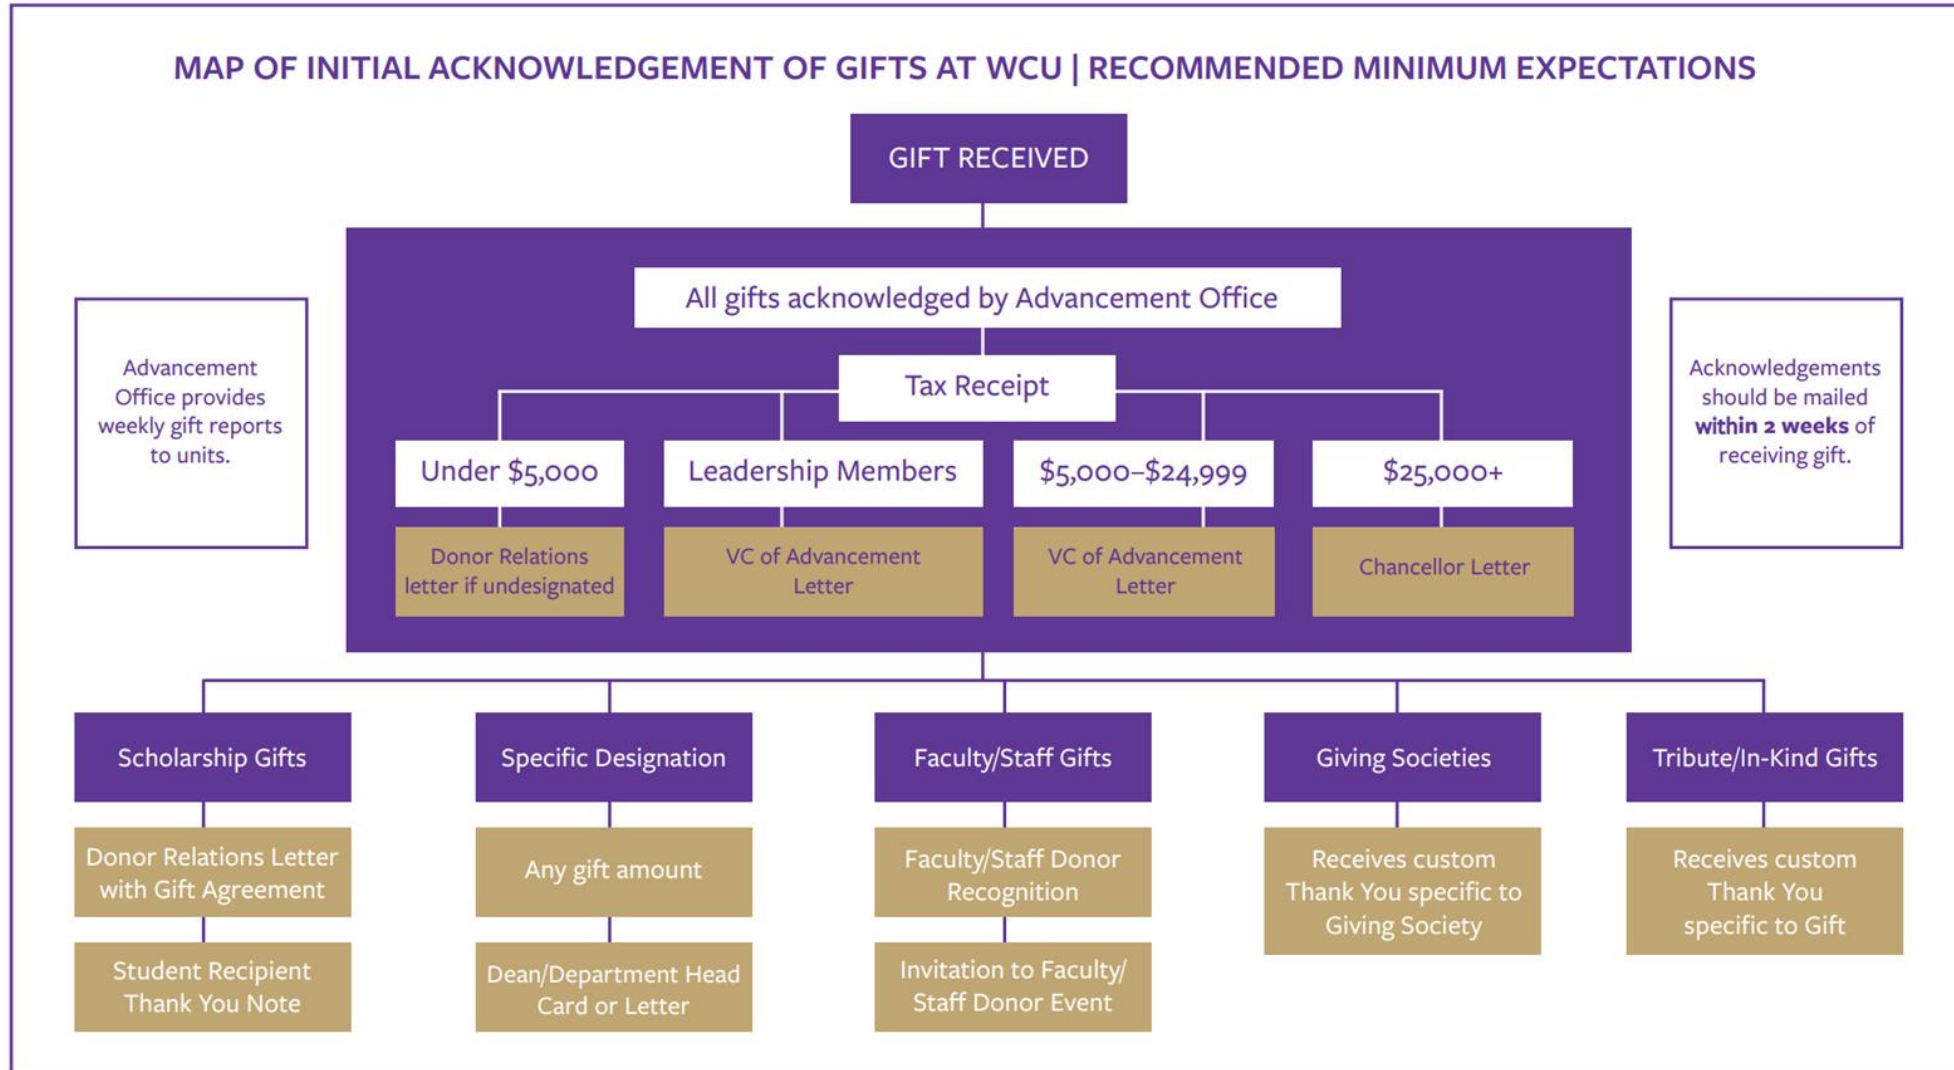 MAP OF INITIAL ACKNOWLEDGEMENT OF GIFTS AT WCU | RECOMMENDED MINIMUM EXPECTATIONS
GIFT RECEIVED
All gifts acknowledged by Advancement Office
Advancement
Office provides
weekly gift reports
to units.
Tax Receipt
Acknowledgements
should be mailed
within 2 weeks of
receiving gift.
Under $5,000
Leadership Members
$5,000–$24,999
$25,000+
Donor Relations
letter if undesignated
VC of Advancement
Letter
VC of Advancement
Letter
Chancellor Letter
Scholarship Gifts
Specific Designation
Faculty/Staff Gifts
Giving Societies
Tribute/In-Kind Gifts
Donor Relations Letter
with Gift Agreement
Any gift amount
Faculty/Staff Donor
Recognition
Receives custom
Thank You specific to
Giving Society
Receives custom
Thank You
specific to Gift
Student Recipient
Thank You Note
Dean/Department Head
Card or Letter
Invitation to Faculty/
Staff Donor Event